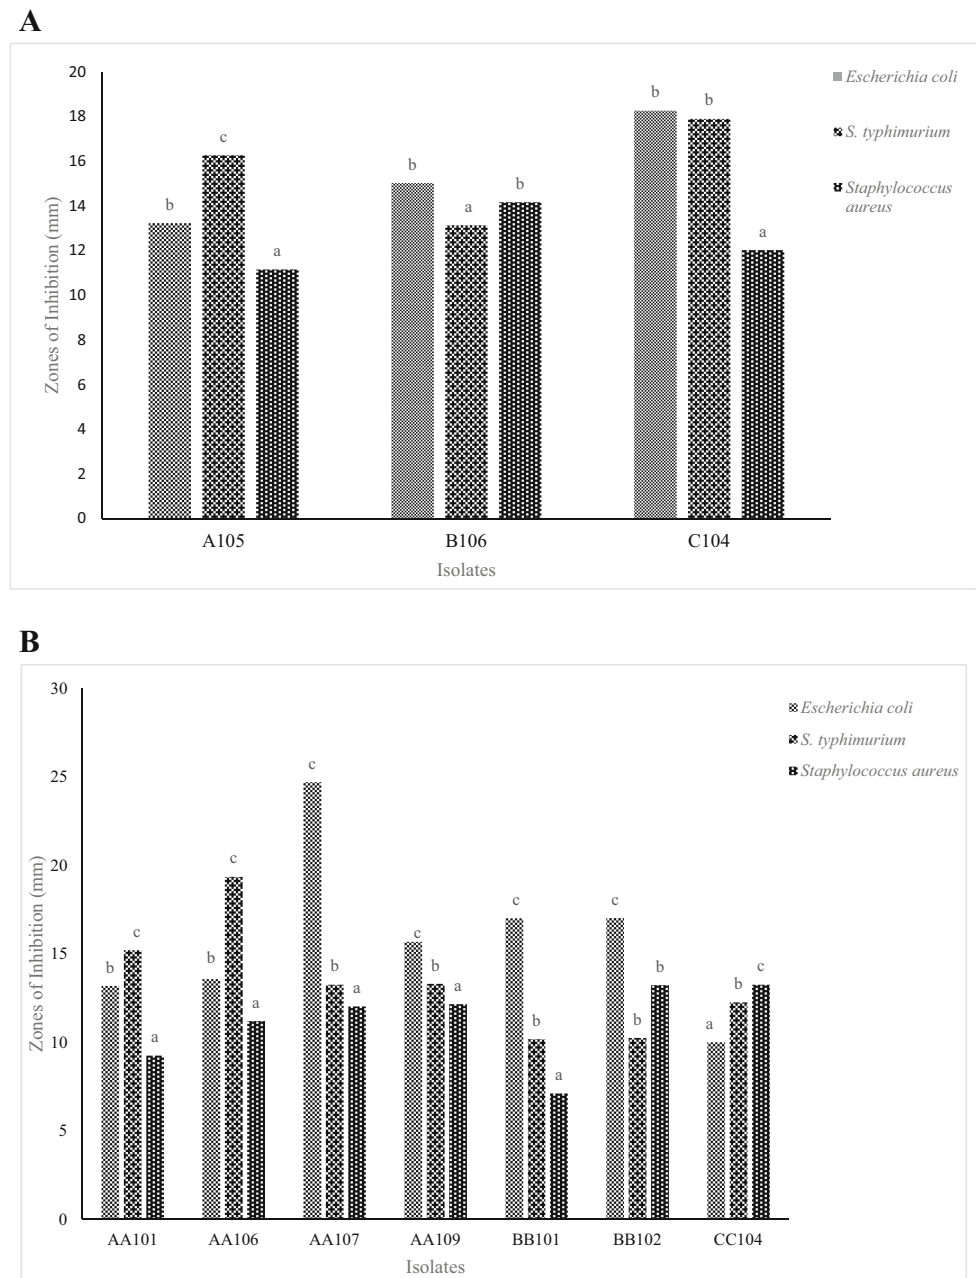 A
20
18
16
14
12
10
8
6
4
2
0
Zones of Inhibition (mm)
b
c
a
b
a
b
b
b
a
A105
B106
C104
Isolates
Escherichia coli
S. typhimurium
Staphylococcus
aureus
B
30
25
20
15
10
5
0
Zones of Inhibition (mm)
b
c
a
b
c
a
c
b
a
c
b
a
c
b
a
c
b
b
a
b
c
AA101
AA106
AA107
AA109
BB101
BB102
CC104
Isolates
Escherichia coli
S. typhimurium
Staphylococcus aureus